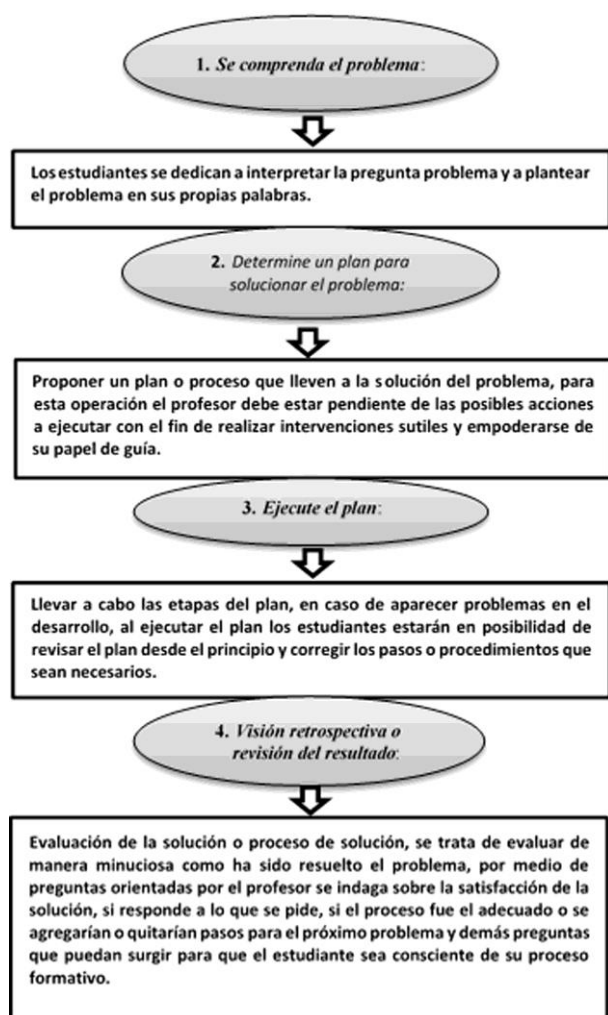 1. Se comprenda el problema:
Los estudiantes se dedican a interpretar la pregunta problema y a plantear
el problema en sus propias palabras.
2. Determine un plan para
solucionar el problema:
Proponer un plan o proceso que lleven a la solución del problema, para
esta operación el profesor debe estar pendiente de las posibles acciones
a ejecutar con el fin de realizar intervenciones sutiles y empoderarse de
su papel de guía.
3. Ejecute el plan:
Llevar a cabo las etapas del plan, en caso de aparecer problemas en el
desarrollo, al ejecutar el plan los estudiantes estarán en posibilidad de
revisar el plan desde el principio y corregir los pasos o procedimientos que
sean necesarios.
4. Visión retrospectiva o
revisión del resultado:
Evaluación de la solución o proceso de solución, se trata de evaluar de
manera minuciosa como ha sido resuelto el problema, por medio de
preguntas orientadas por el profesor se indaga sobre la satisfacción de la
solución, si responde a lo que se pide, si el proceso fue el adecuado o se
agregarían o quitarían pasos para el próximo problema y demás preguntas
que puedan surgir para que el estudiante sea consciente de su proceso
formativo.